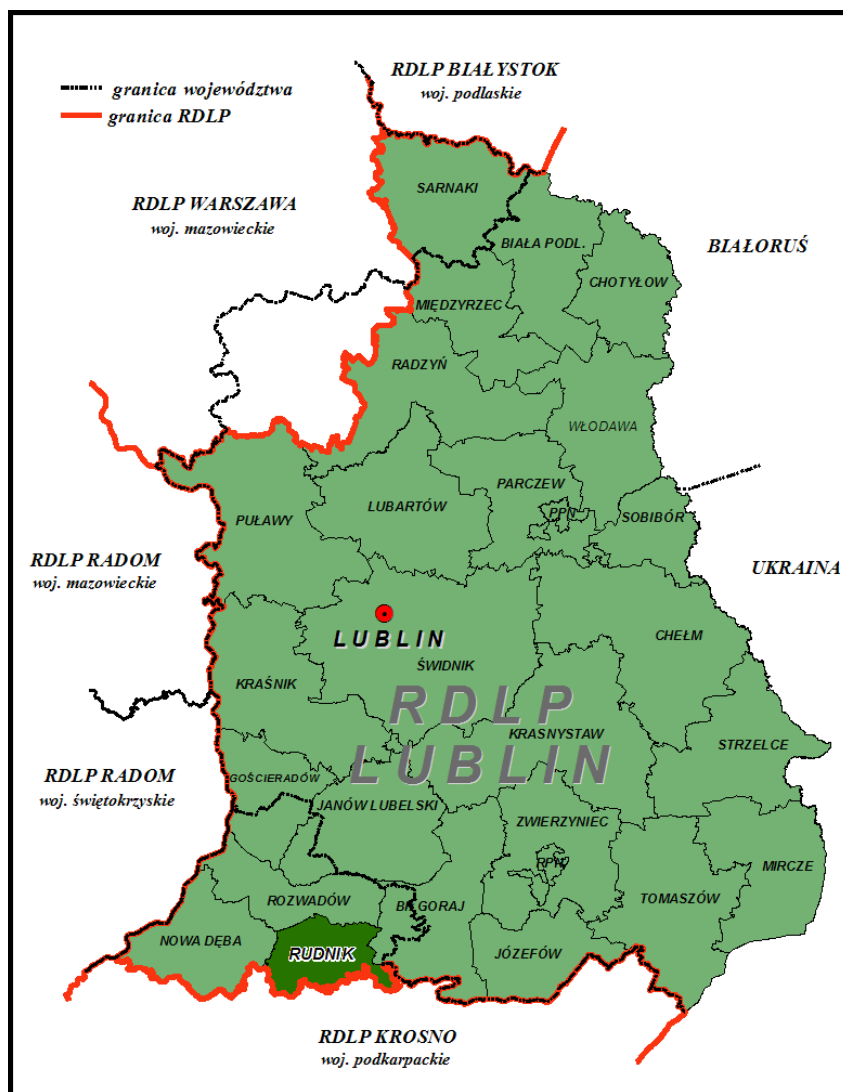 RDLP BIAŁYSTOK
woj. podlaskie
granica województwa
granica RDLP
SARNAKI
RDLP WARSZAWA
woj. mazowieckie
BIAŁA PODL.
BIAŁORUŚ
CHOTYŁOW
MIĘDZYRZEC
RADZYŃ
WŁODAWA
PARCZEW
LUBARTÓW
PPN
SOBIBÓR
PUŁAWY
RDLP RADOM
woj. mazowieckie
UKRAINA
LUBLIN
CHEŁM
ŚWIDNIK
KRAŚNIK
RDLP
LUBLIN
KRASNYSTAW
STRZELCE
RDLP RADOM
woj. świętokrzyskie
GOŚCIERADÓW
JANÓW LUBELSKI
ZWIERZYNIEC
RPN
MIRCZE
TOMASZÓW
ROZWADÓW
BIŁGORAJ
NOWA DĘBA
RUDNIK
JÓZEFÓW
RDLP KROSNO
woj. podkarpackie